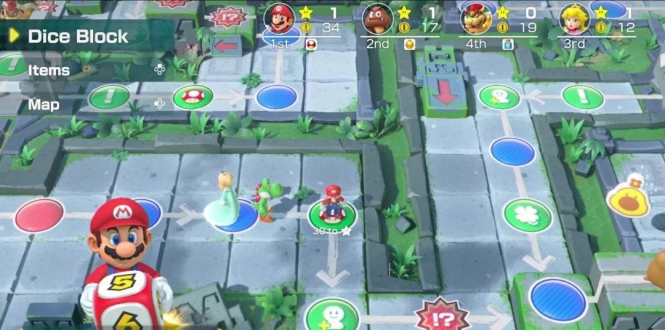 Dice Block
Items
Map
1 34
1st
1 17
2nd
0 19
4th
1 12
3rd
!?
!
!
!
30 to
5
6
M
!?